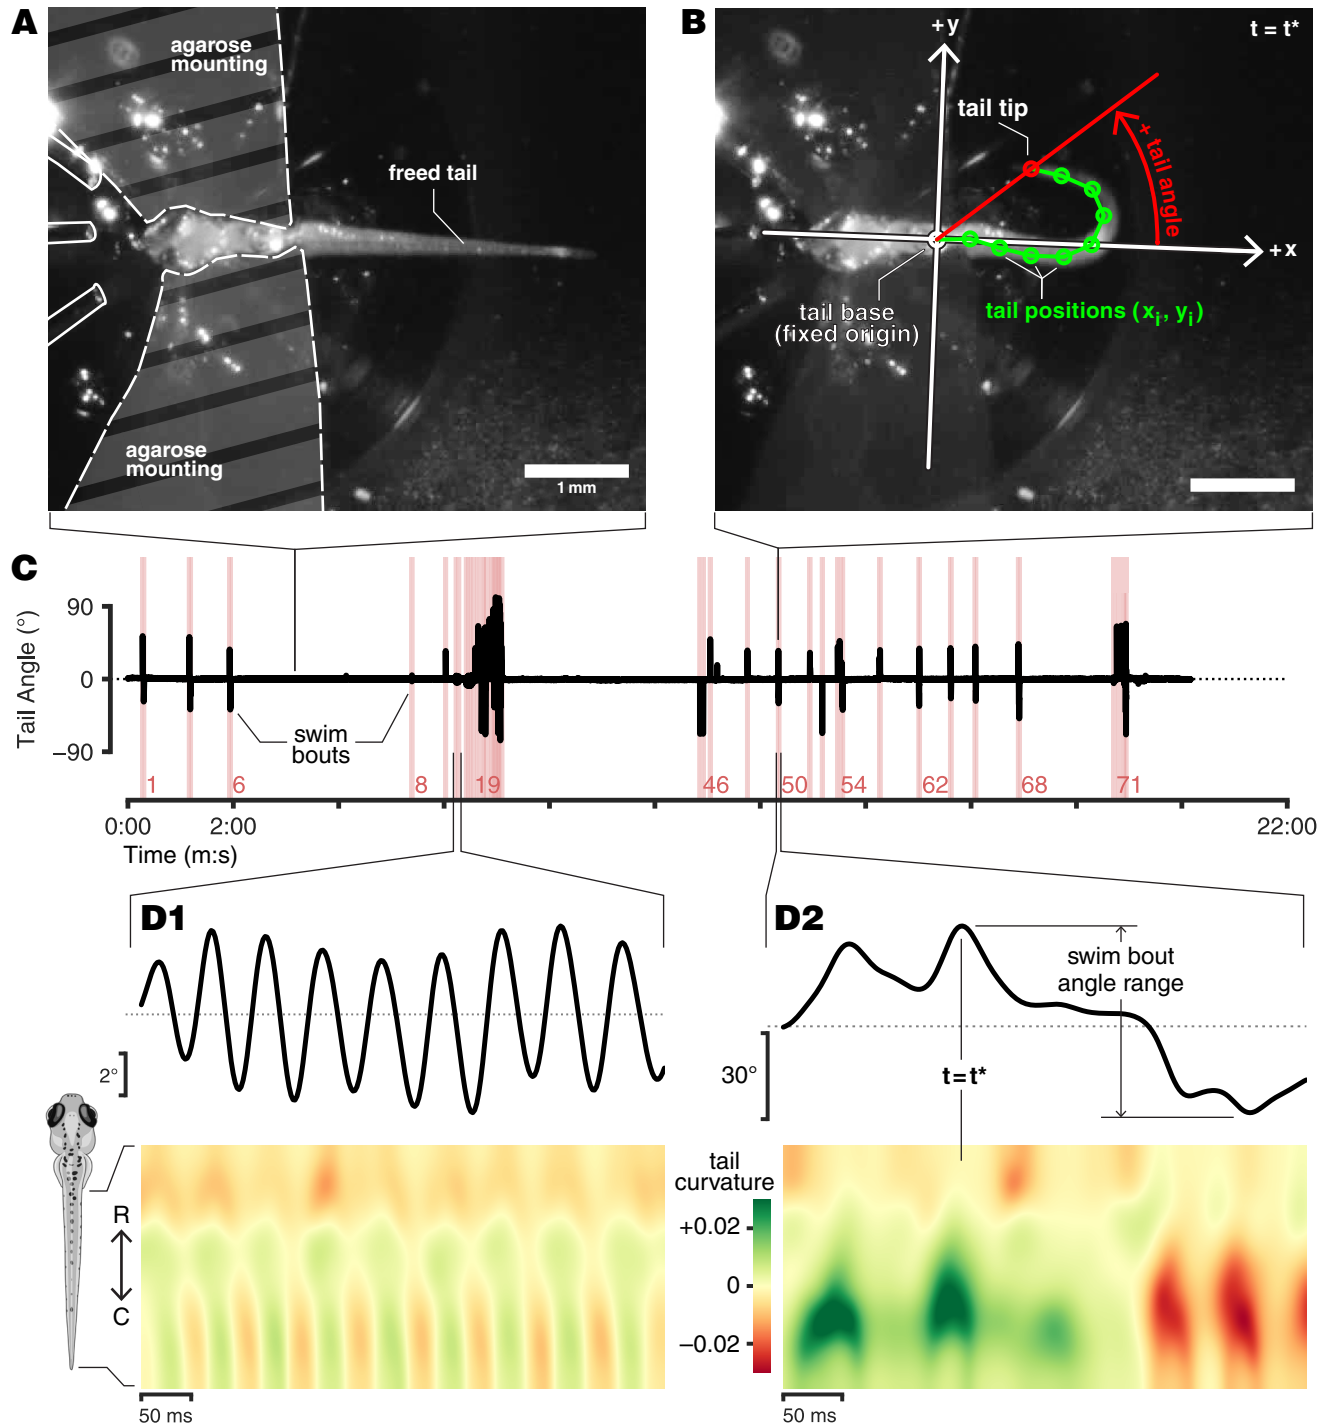 A
agarose
mounting
freed tail
agarose
mounting
1 mm
B
+y
t = t*
tail tip
+ tail angle
+x
tail base
(fixed origin)
tail positions (xi, yi)
C
Tail Angle (°)
90
0
−90
swim
bouts
1 6 8 19 46 50 54 62 68 71
0:00 2:00 22:00
Time (m:s)
D1
2°
D2
swim bout
angle range
30°
t=t*
R
C
tail
curvature
+0.02
0
−0.02
50 ms
50 ms